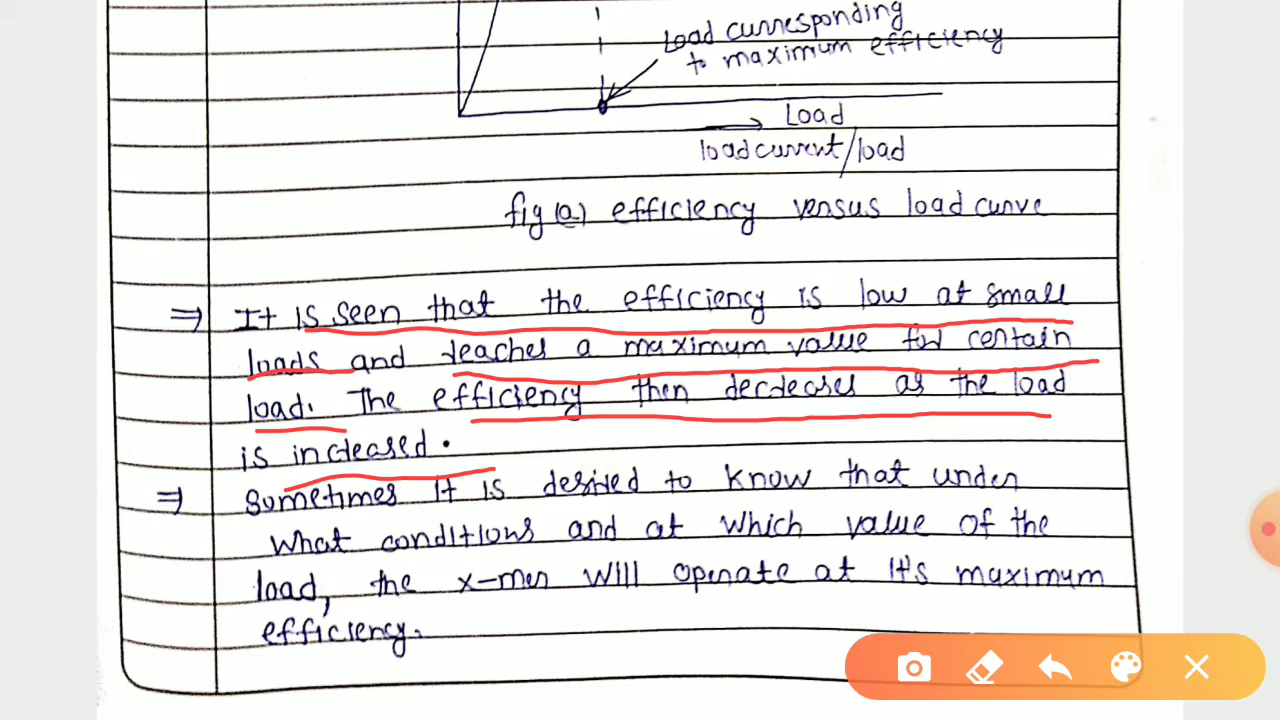 Load curresponding
to maximum efficiency
Load
load current/load
fig (a) efficiency versus load curve
⇒ It is seen that the efficiency is low at small
loads and reaches a maximum value for certain
load. The efficiency then decreases as the load
is increased.
⇒ Sometimes it is desired to know that under
What conditions and at which value of the
load, the x-mer will operate at it's maximum
efficiency.